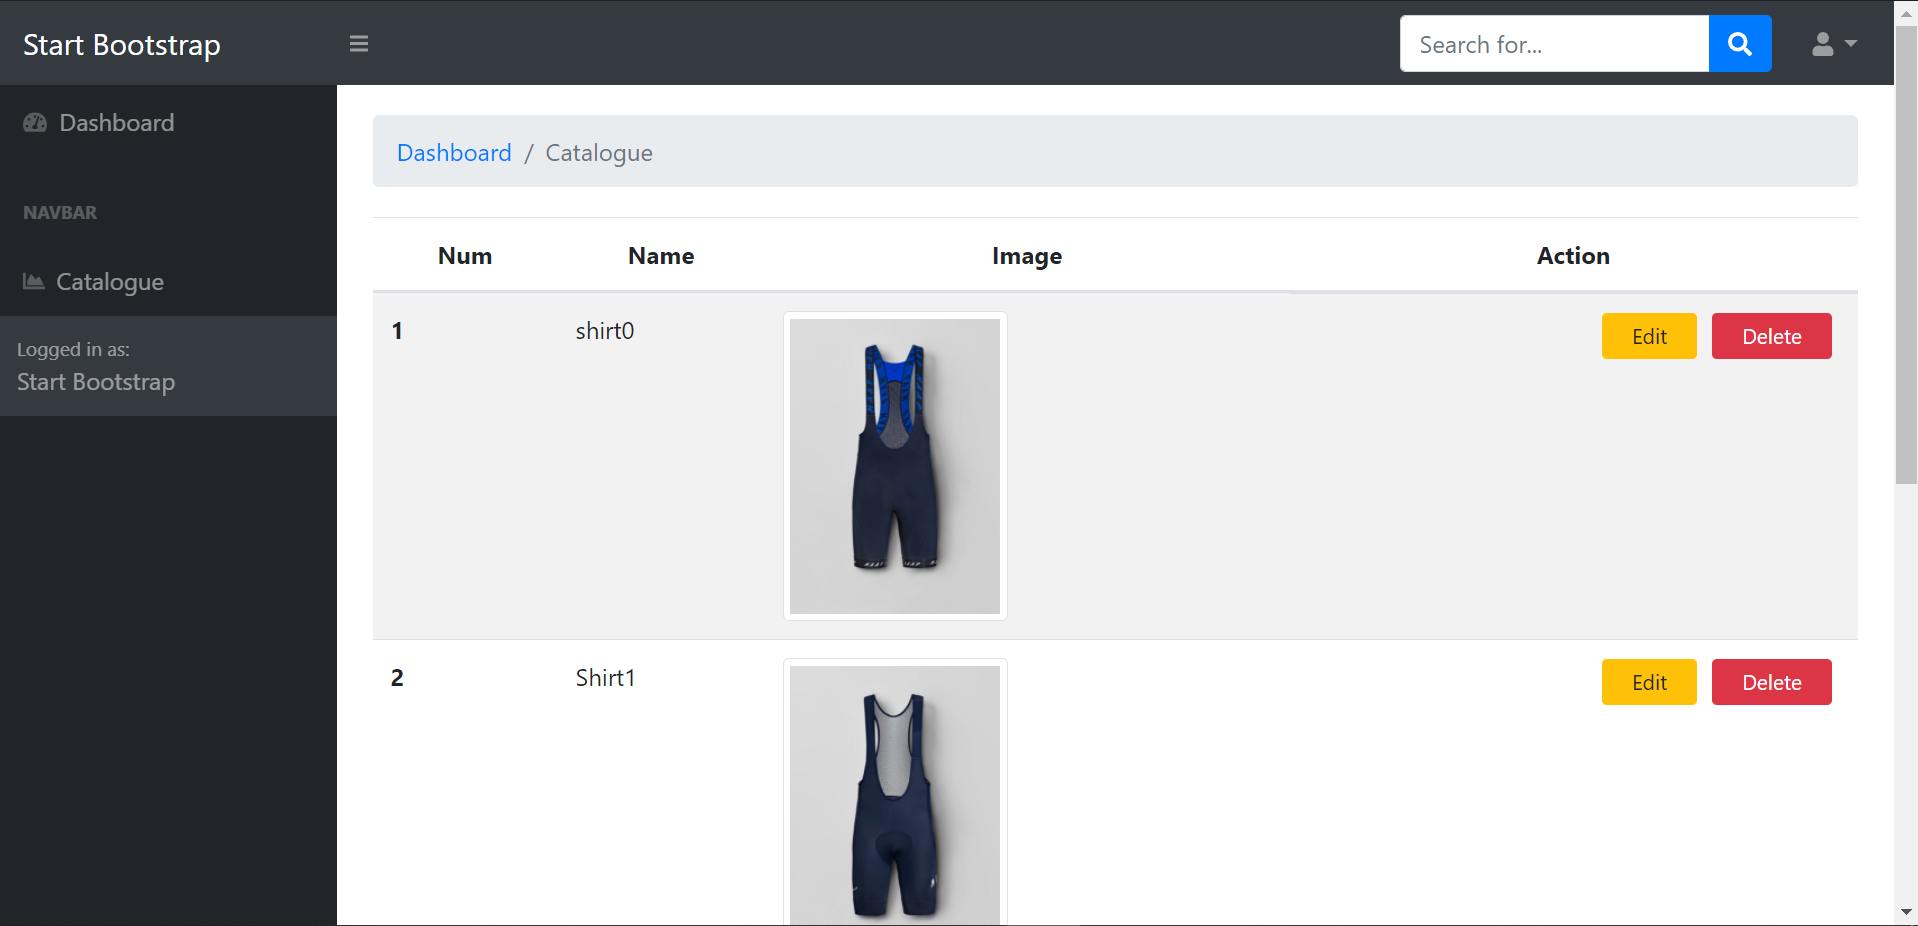 Start Bootstrap
Search for...
Dashboard
NAVBAR
Catalogue
Logged in as:
Start Bootstrap
Dashboard / Catalogue
Num Name Image Action
1 shirt0 Edit Delete
2 Shirt1 Edit Delete